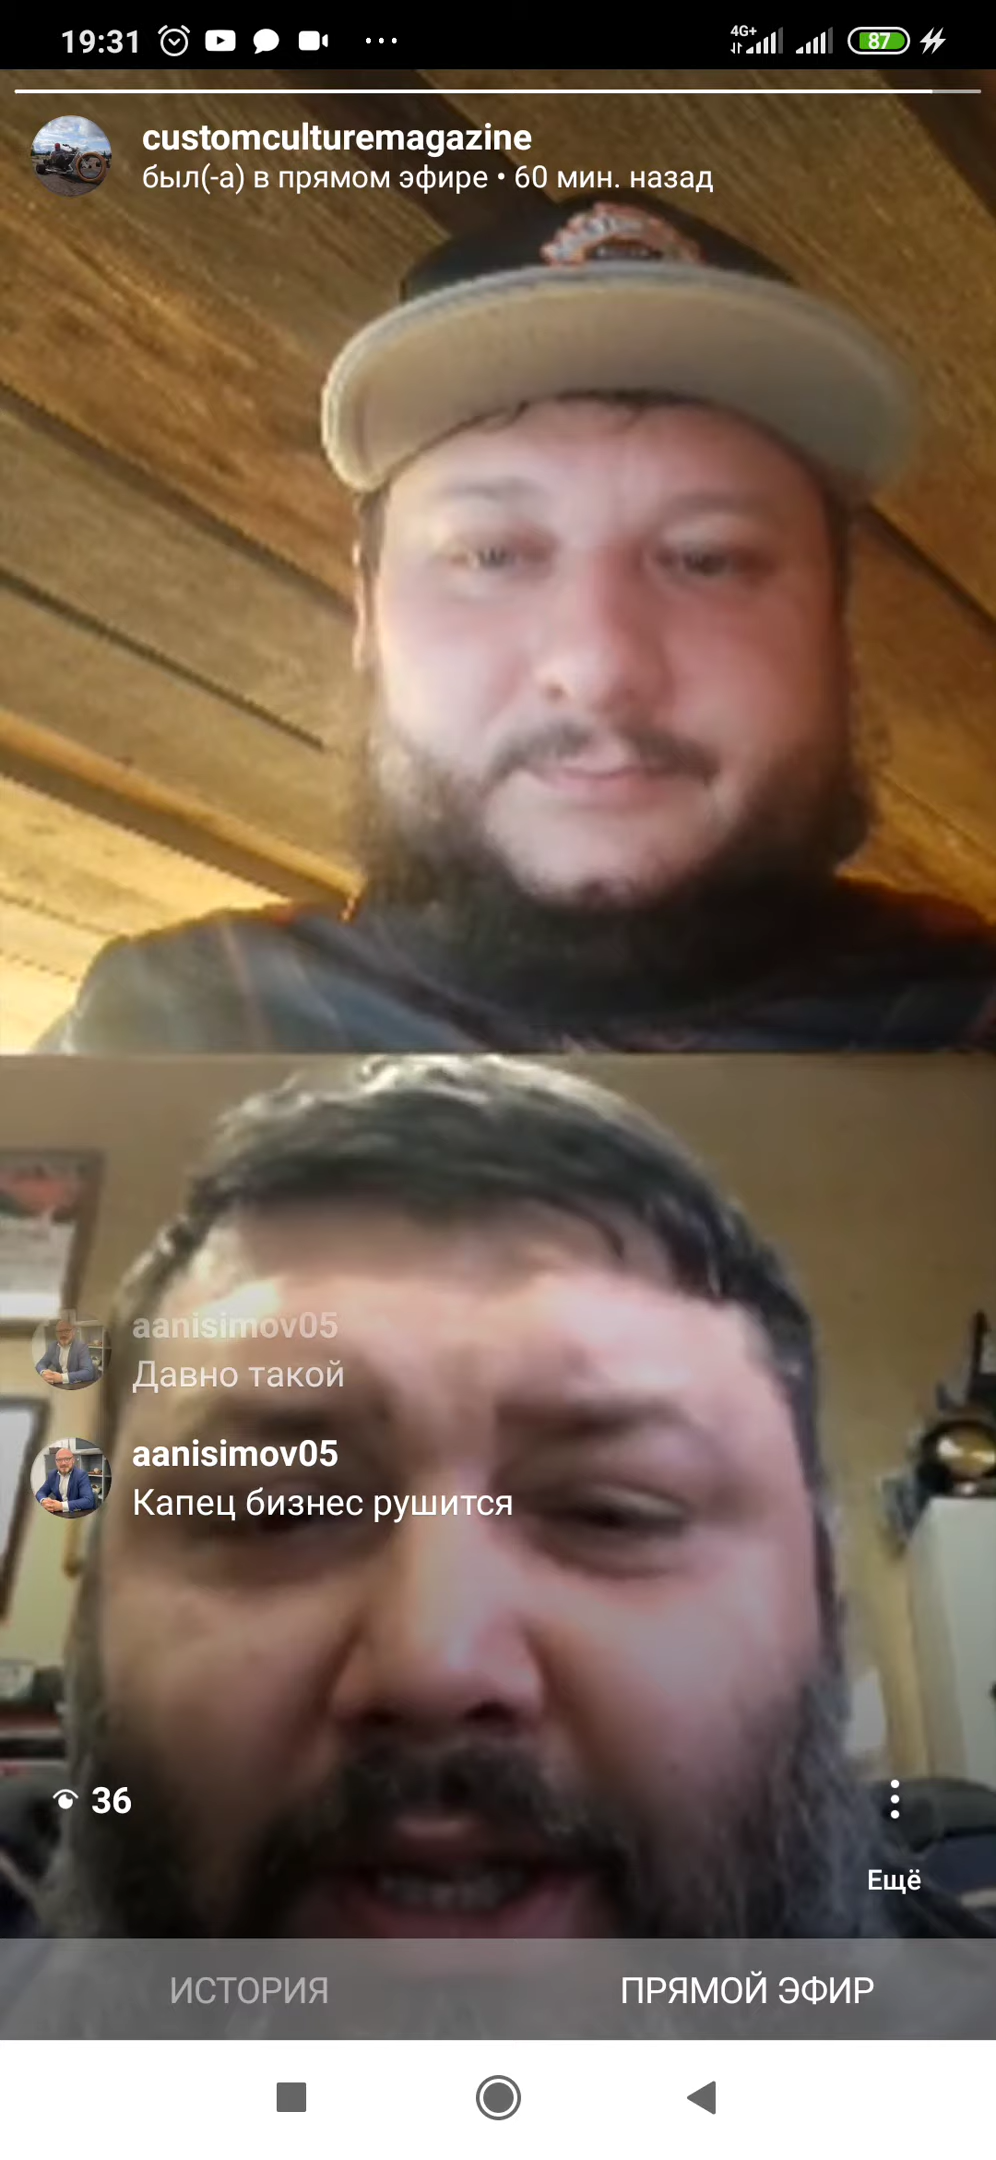 19:31
4G+
87
customculturemagazine
был(-а) в прямом эфире • 60 мин. назад
aanisimov05
Давно такой
aanisimov05
Капец бизнес рушится
36
Ещё
ИСТОРИЯ
ПРЯМОЙ ЭФИР